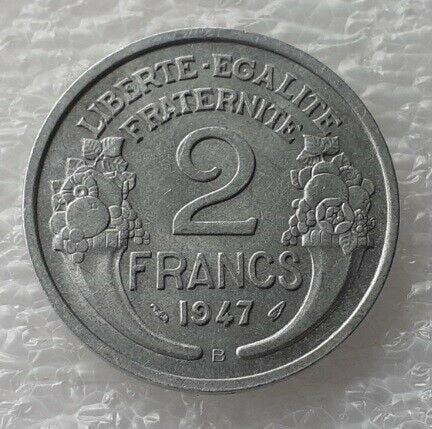 LIBERTE·EGALITE
FRATERNITE
2
FRANCS
1947
B